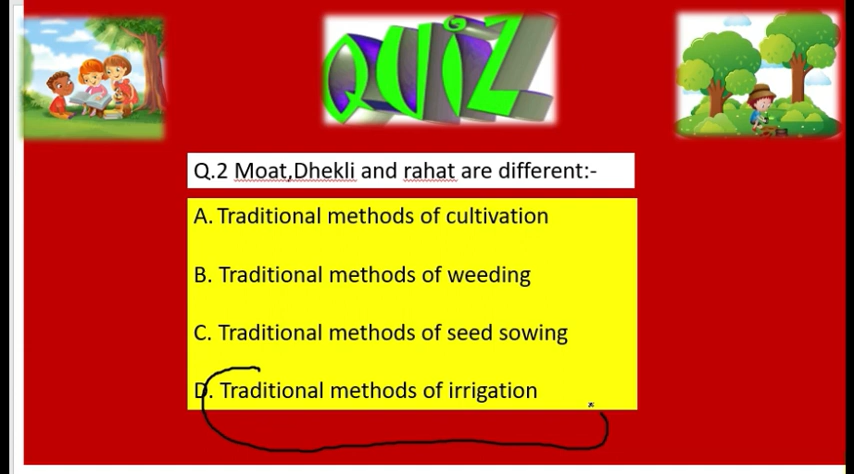 QUiZ
Q.2 Moat,Dhekli and rahat are different:-
A. Traditional methods of cultivation
B. Traditional methods of weeding
C. Traditional methods of seed sowing
D. Traditional methods of irrigation